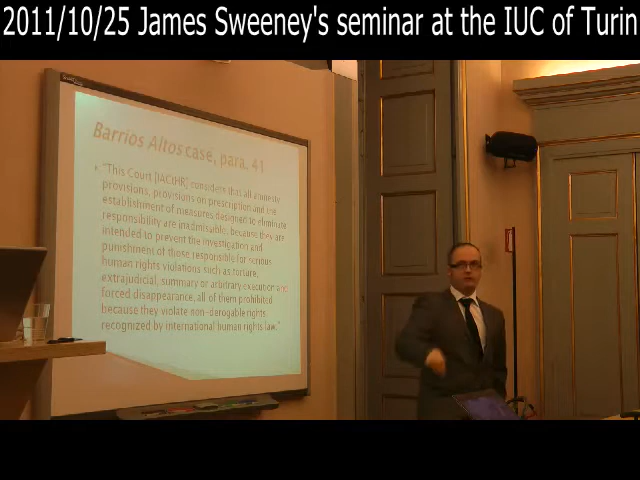 2011/10/25 James Sweeney's seminar at the IUC of Turin
Barrios Altos case, para. 41
"This Court [IACtHR] considers that all amnesty
provisions, provisions on prescription and the
establishment of measures designed to eliminate
responsibility are inadmissible, because they are
intended to prevent the investigation and
punishment of those responsible for serious
human rights violations such as torture,
extrajudicial, summary or arbitrary execution and
forced disappearance, all of them prohibited
because they violate non-derogable rights
recognized by international human rights law."